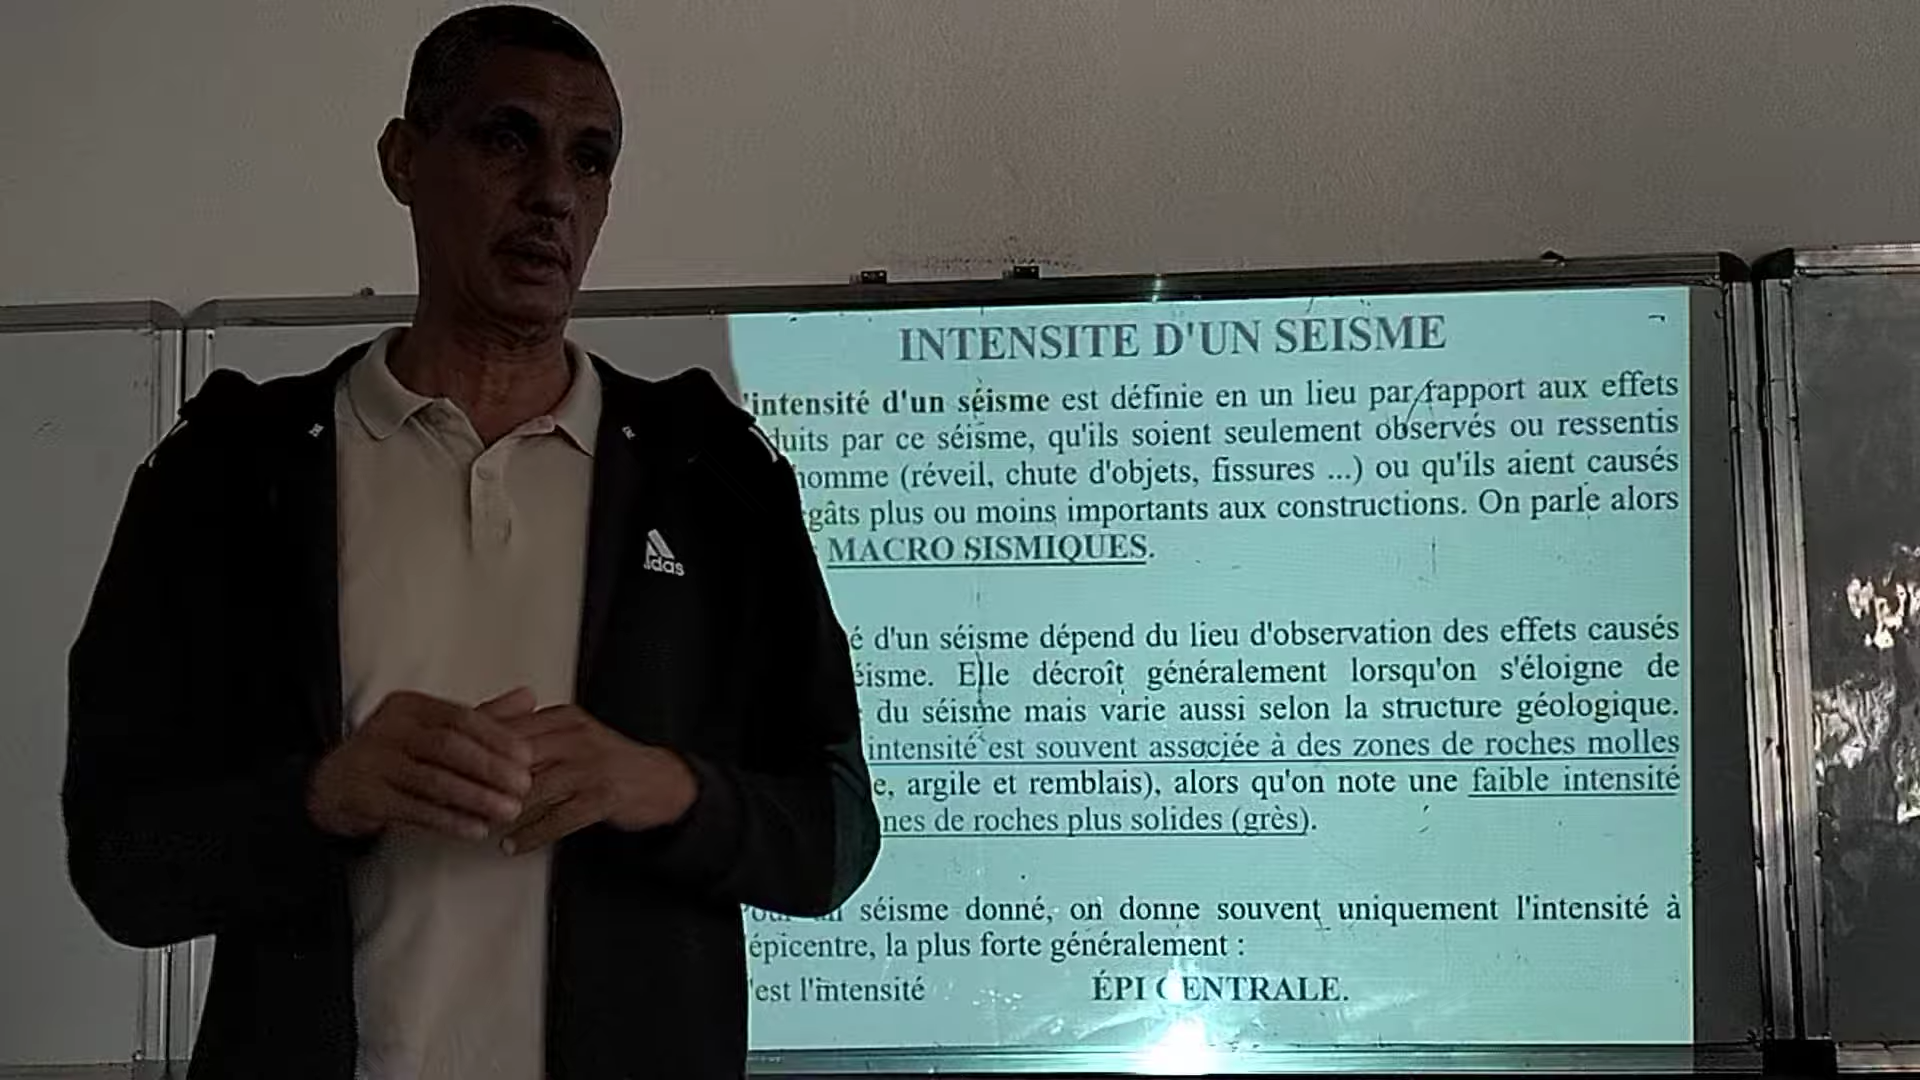 INTENSITE D'UN SEISME
'intensité d'un séisme est définie en un lieu par rapport aux effets
duits par ce séisme, qu'ils soient seulement observés ou ressentis
homme (réveil, chute d'objets, fissures ...) ou qu'ils aient causés
gâts plus ou moins importants aux constructions. On parle alors
MACRO SISMIQUES.
é d'un séisme dépend du lieu d'observation des effets causés
éisme. Elle décroît généralement lorsqu'on s'éloigne de
du séisme mais varie aussi selon la structure géologique.
intensité est souvent associée à des zones de roches molles
e, argile et remblais), alors qu'on note une faible intensité
nes de roches plus solides (grès).
séisme donné, on donne souvent uniquement l'intensité à
épicentre, la plus forte généralement :
'est l'intensité ÉPI CENTRALE.
idas